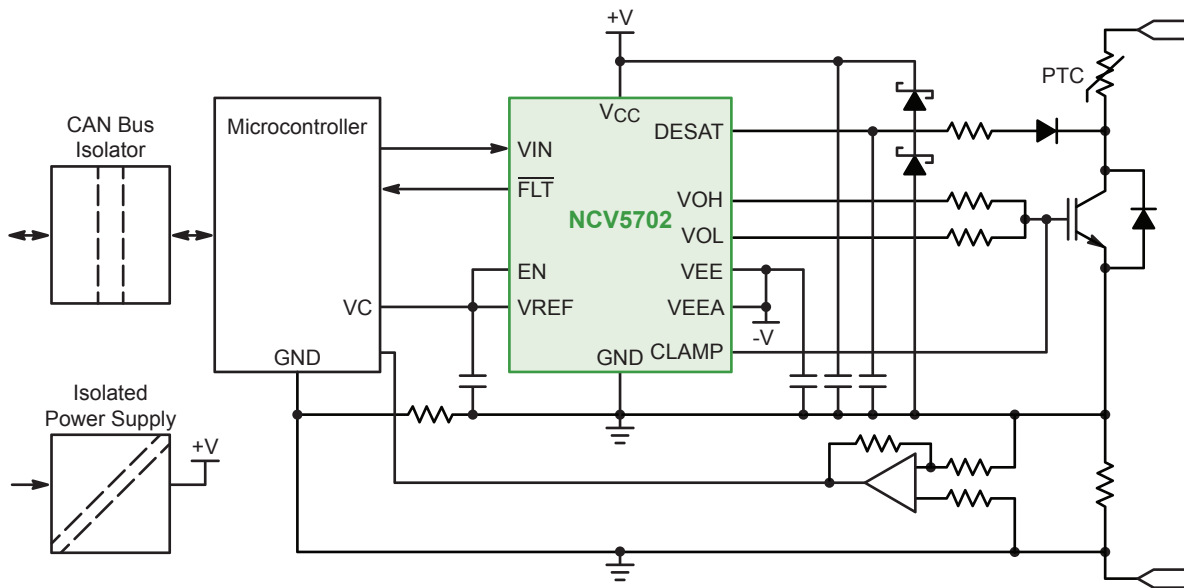 +V
PTC
CAN Bus
Isolator
Microcontroller
VCC
DESAT
VIN
FLT
VOH
NCV5702
VOL
EN
VEE
VC
VREF
VEEA
-V
GND
GND
CLAMP
Isolated
Power Supply
+V